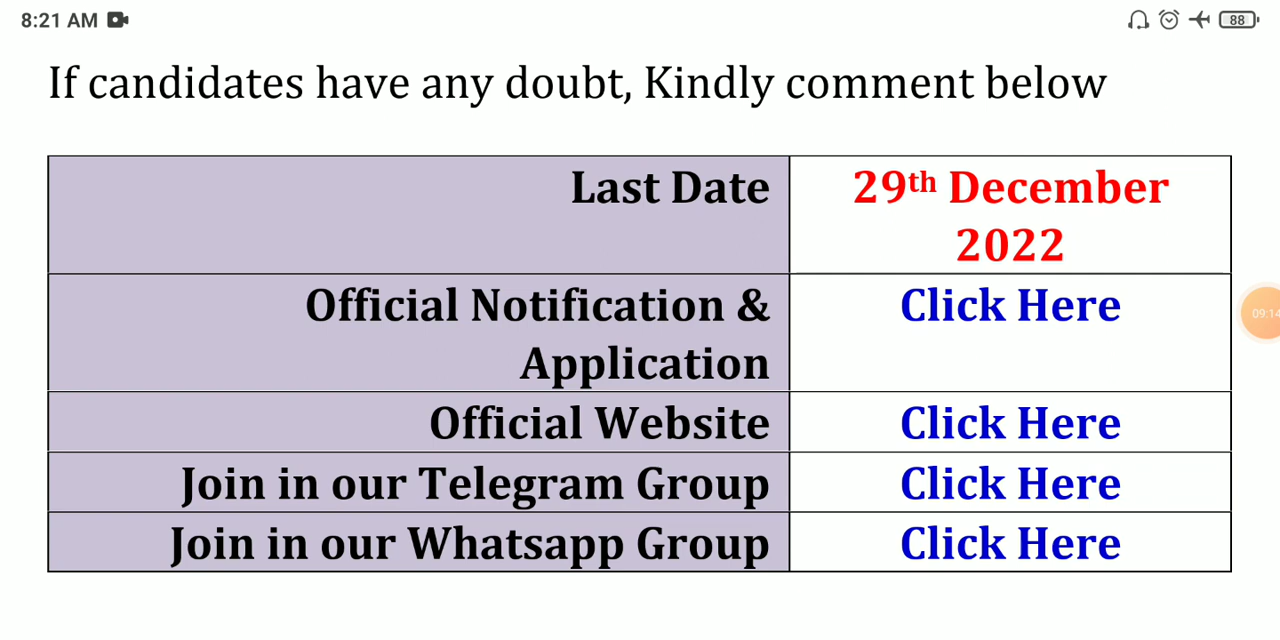 8:21 AM
88
If candidates have any doubt, Kindly comment below
Last Date
29th December
2022
Official Notification &
Application
Click Here
Official Website
Click Here
Join in our Telegram Group
Click Here
Join in our Whatsapp Group
Click Here
09:14